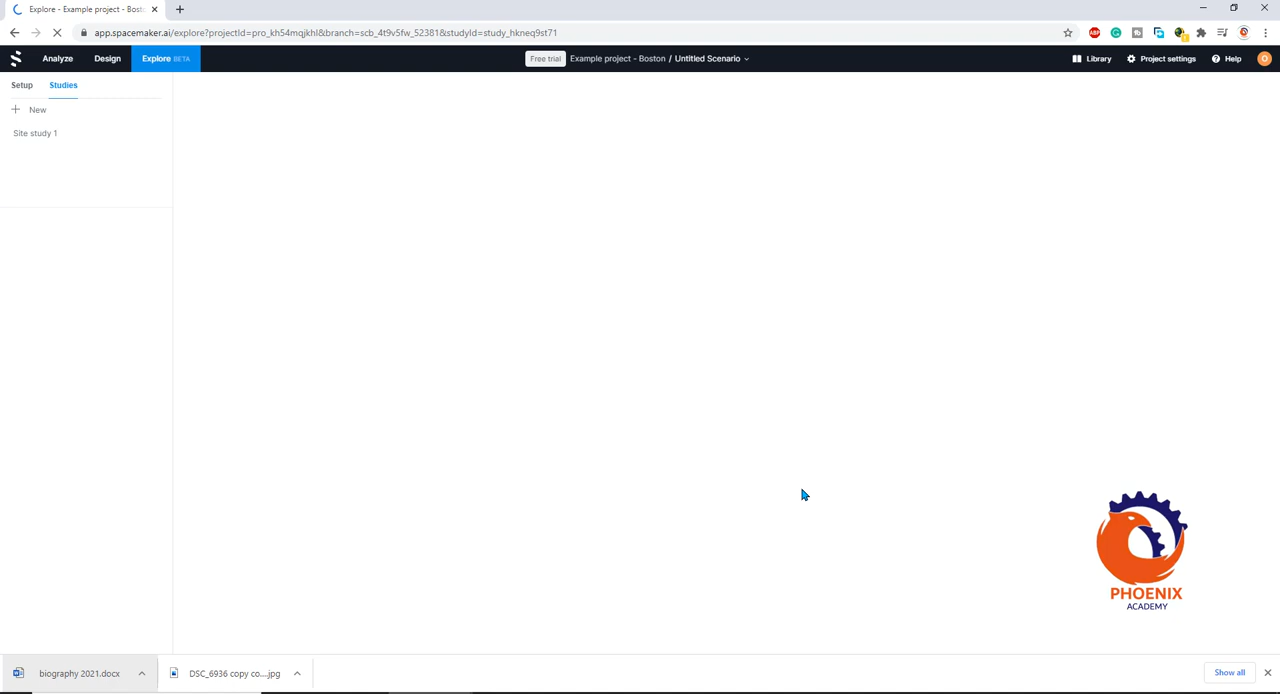 Explore - Example project - Bost
app.spacemaker.ai/explore?projectId=pro_kh54mqjkhl&branch=scb_4t9v5fw_52381&studyId=study_hkneq9st71
ABP
Analyze Design Explore BETA Free trial Example project - Boston / Untitled Scenario Library Project settings Help O
Setup Studies
New
Site study 1
PHOENIX
ACADEMY
biography 2021.docx DSC_6936 copy co....jpg Show all